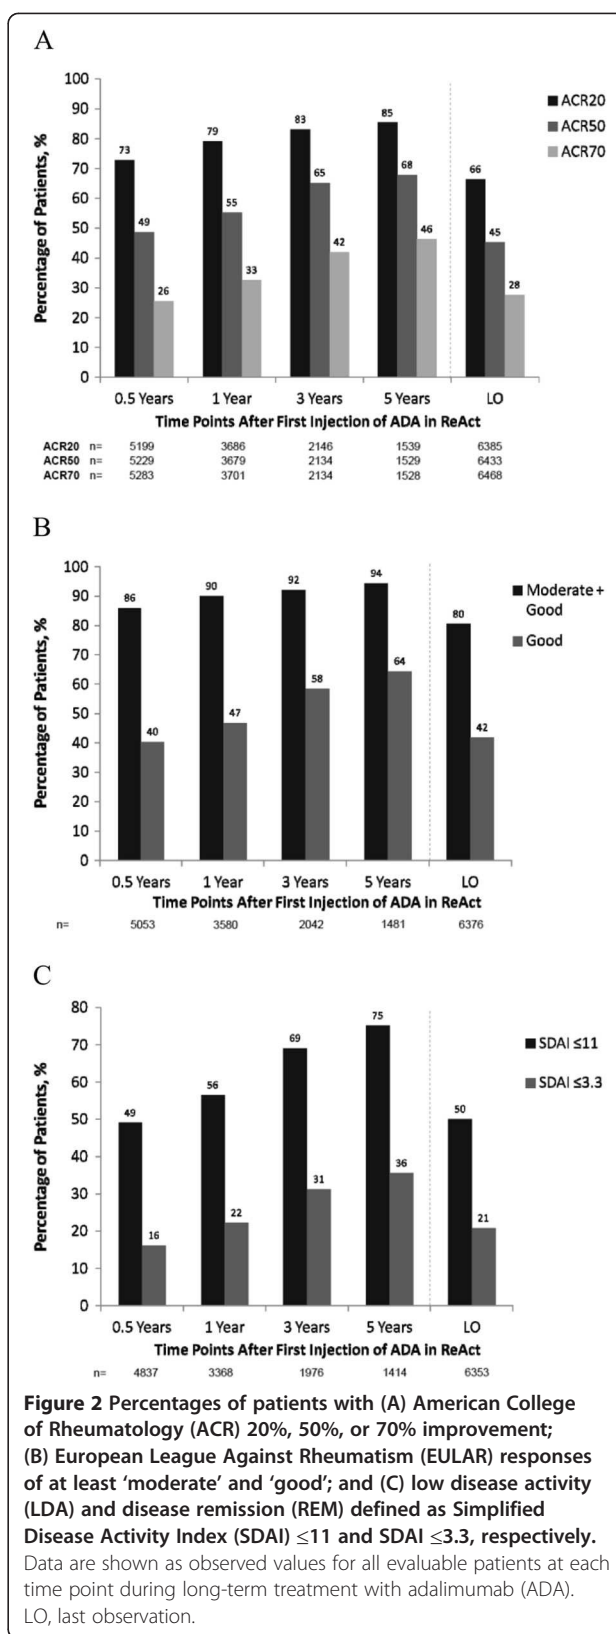 A
100
90
80
70
60
50
40
30
20
10
0
Percentage of Patients, %
73 49 26
79 55 33
83 65 42
85 68 46
66 45 28
ACR20
ACR50
ACR70
0.5 Years 1 Year 3 Years 5 Years LO
Time Points After First Injection of ADA in ReAct
ACR20 n= 5199 3686 2146 1539 6385
ACR50 n= 5229 3679 2134 1529 6433
ACR70 n= 5283 3701 2134 1528 6468
B
100
90
80
70
60
50
40
30
20
10
0
Percentage of Patients, %
86 40
90 47
92 58
94 64
80 42
Moderate +
Good
Good
0.5 Years 1 Year 3 Years 5 Years LO
Time Points After First Injection of ADA in ReAct
n= 5053 3580 2042 1481 6376
C
80
70
60
50
40
30
20
10
0
Percentage of Patients, %
49 16
56 22
69 31
75 36
50 21
SDAI ≤11
SDAI ≤3.3
0.5 Years 1 Year 3 Years 5 Years LO
Time Points After First Injection of ADA in ReAct
n= 4837 3368 1976 1414 6353
Figure 2 Percentages of patients with (A) American College
of Rheumatology (ACR) 20%, 50%, or 70% improvement;
(B) European League Against Rheumatism (EULAR) responses
of at least ‘moderate’ and ‘good’; and (C) low disease activity
(LDA) and disease remission (REM) defined as Simplified
Disease Activity Index (SDAI) ≤11 and SDAI ≤3.3, respectively.
Data are shown as observed values for all evaluable patients at each
time point during long-term treatment with adalimumab (ADA).
LO, last observation.